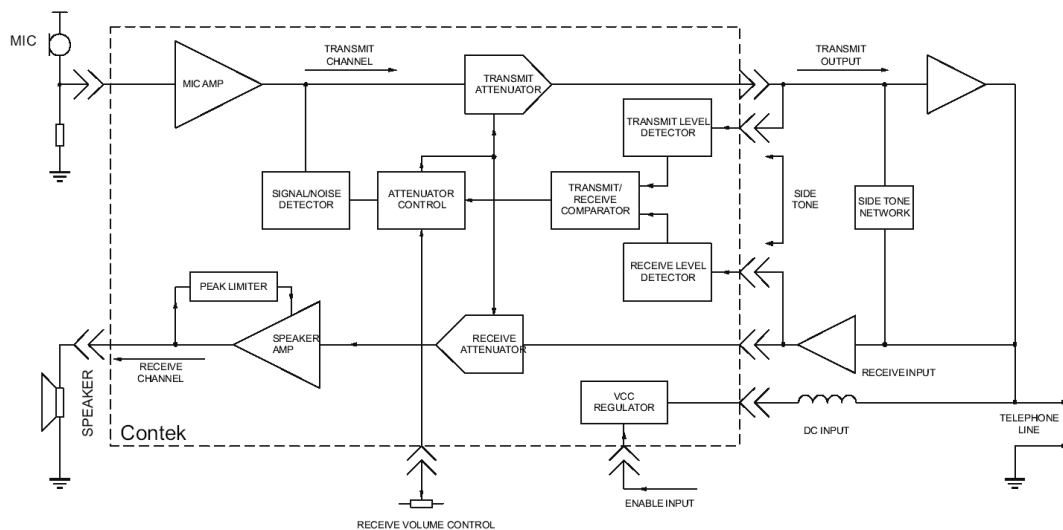 MIC
MIC AMP
TRANSMIT
CHANNEL
TRANSMIT
ATTENUATOR
TRANSMIT
OUTPUT
TRANSMIT LEVEL
DETECTOR
SIGNAL/NOISE
DETECTOR
ATTENUATOR
CONTROL
TRANSMIT/
RECEIVE
COMPARATOR
SIDE
TONE
SIDE TONE
NETWORK
RECEIVE LEVEL
DETECTOR
PEAK LIMITER
SPEAKER
AMP
RECEIVE
ATTENUATOR
RECEIVE
CHANNEL
RECEIVE INPUT
SPEAKER
VCC
REGULATOR
DC INPUT
TELEPHONE
LINE
Contek
ENABLE INPUT
RECEIVE VOLUME CONTROL